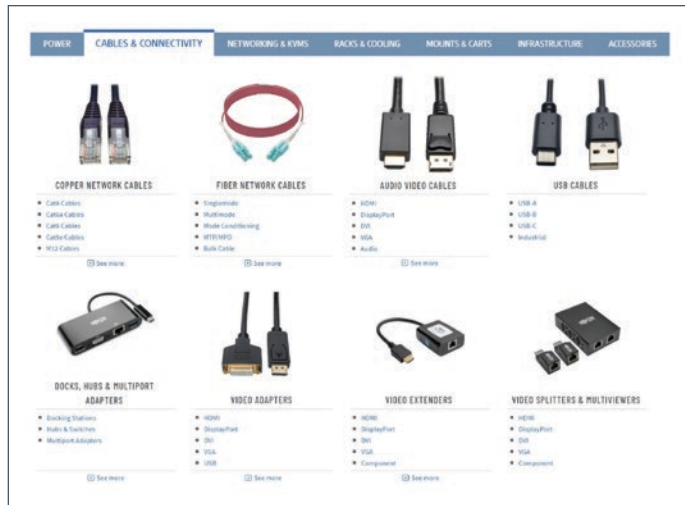 POWER
CABLES & CONNECTIVITY
NETWORKING & KVMS
RACKS & COOLING
MOUNTS & CARTS
INFRASTRUCTURE
ACCESSORIES
COPPER NETWORK CABLES
Cat8 Cables
Cat6a Cables
Cat6 Cables
Cat5e Cables
M12 Cables
See more
FIBER NETWORK CABLES
Singlemode
Multimode
Mode Conditioning
MTP/MPO
Bulk Cable
See more
AUDIO VIDEO CABLES
HDMI
DisplayPort
DVI
VGA
Audio
See more
USB CABLES
USB-A
USB-B
USB-C
Industrial
DOCKS, HUBS & MULTIPORT
ADAPTERS
Docking Stations
Hubs & Switches
Multiport Adapters
See more
VIDEO ADAPTERS
HDMI
DisplayPort
DVI
VGA
USB
See more
VIDEO EXTENDERS
HDMI
DisplayPort
DVI
VGA
Component
See more
VIDEO SPLITTERS & MULTIVIEWERS
HDMI
DisplayPort
DVI
VGA
Component